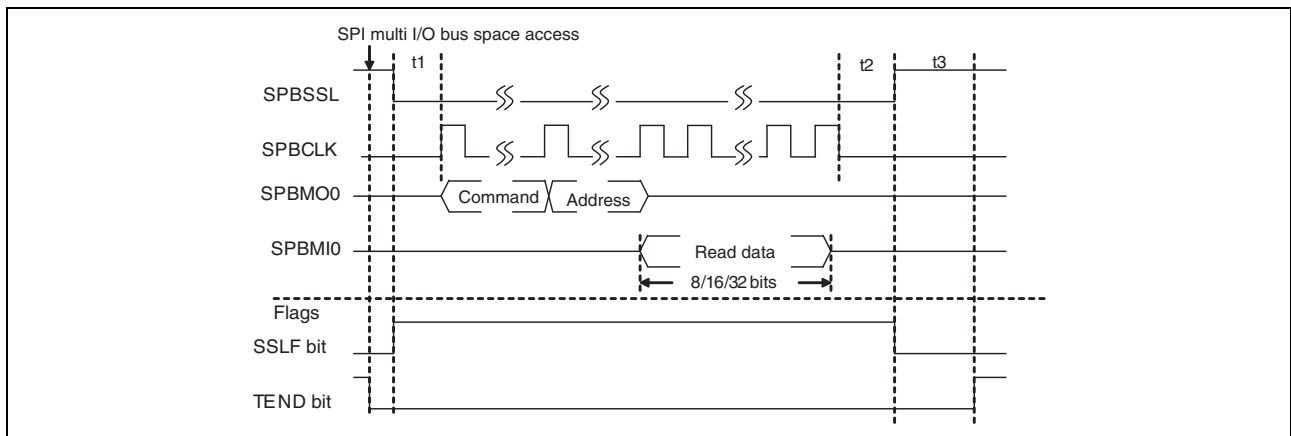 SPI multi I/O bus space access
t1 t2 t3
SPBSSL
SPBCLK
SPBMO0 Command Address
SPBMI0 Read data
8/16/32 bits
Flags
SSLF bit
TEND bit